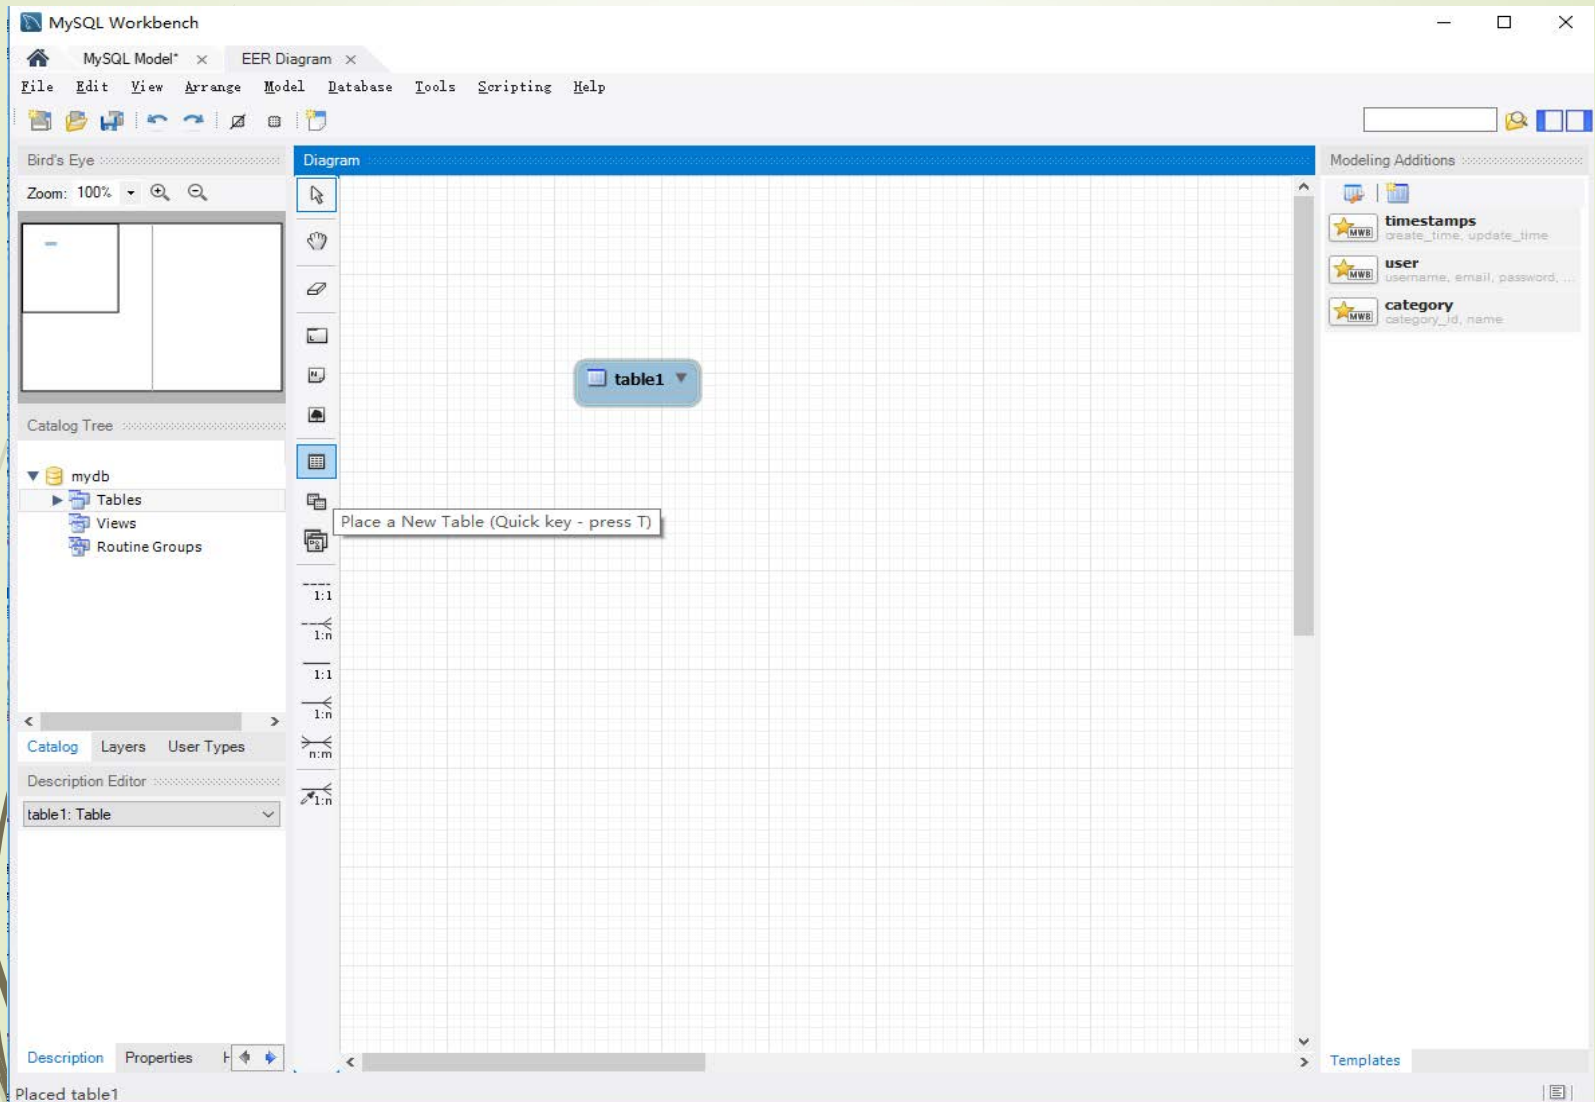 MySQL Workbench
MySQL Model*
EER Diagram
File Edit View Arrange Model Database Tools Scripting Help
Bird's Eye
Zoom: 100%
Catalog Tree
mydb
Tables
Views
Routine Groups
Catalog Layers User Types
Description Editor
table1: Table
Description Properties H
Placed table1
Diagram
1:1
1:n
1:1
1:n
n:m
1:n
table1
Place a New Table (Quick key - press T)
Modeling Additions
MWB
timestamps
create_time, update_time
MWB
user
username, email, password, ...
MWB
category
category_id, name
Templates